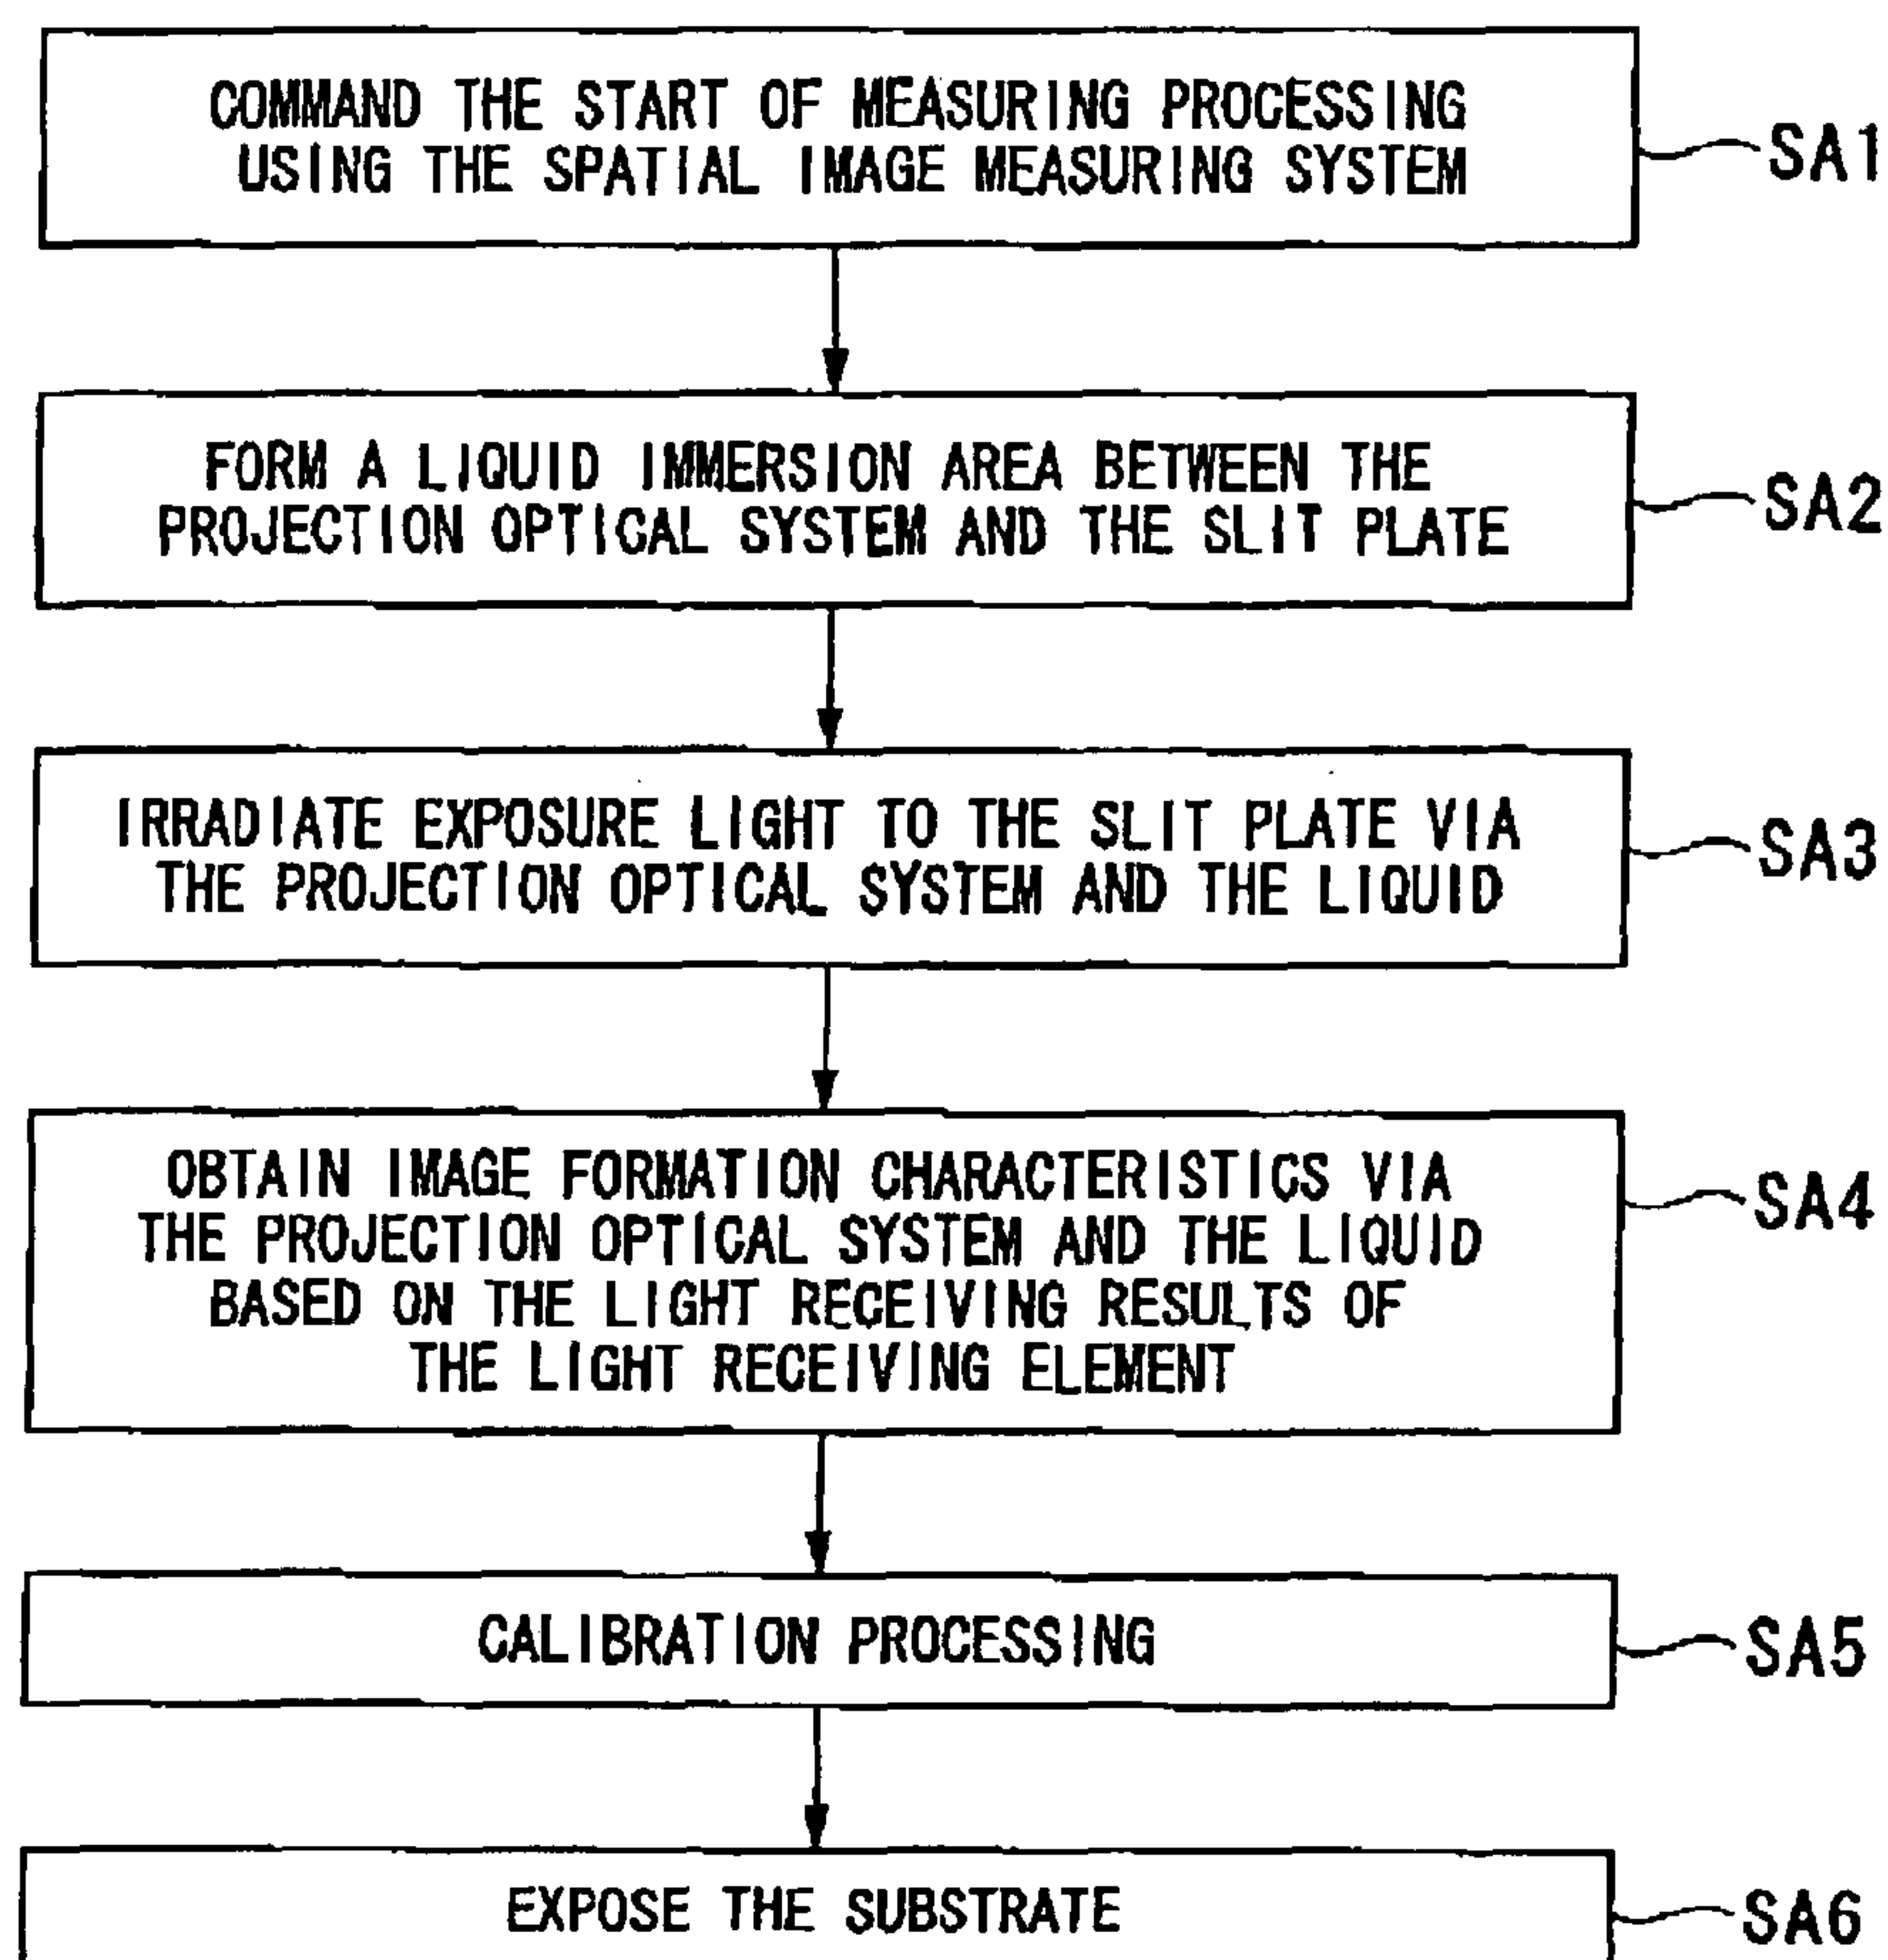 COMMAND THE START OF MEASURING PROCESSING
USING THE SPATIAL IMAGE MEASURING SYSTEM
SA1
FORM A LIQUID IMMERSION AREA BETWEEN THE
PROJECTION OPTICAL SYSTEM AND THE SLIT PLATE
SA2
IRRADIATE EXPOSURE LIGHT TO THE SLIT PLATE VIA
THE PROJECTION OPTICAL SYSTEM AND THE LIQUID
SA3
OBTAIN IMAGE FORMATION CHARACTERISTICS VIA
THE PROJECTION OPTICAL SYSTEM AND THE LIQUID
BASED ON THE LIGHT RECEIVING RESULTS OF
THE LIGHT RECEIVING ELEMENT
SA4
CALIBRATION PROCESSING
SA5
EXPOSE THE SUBSTRATE
SA6